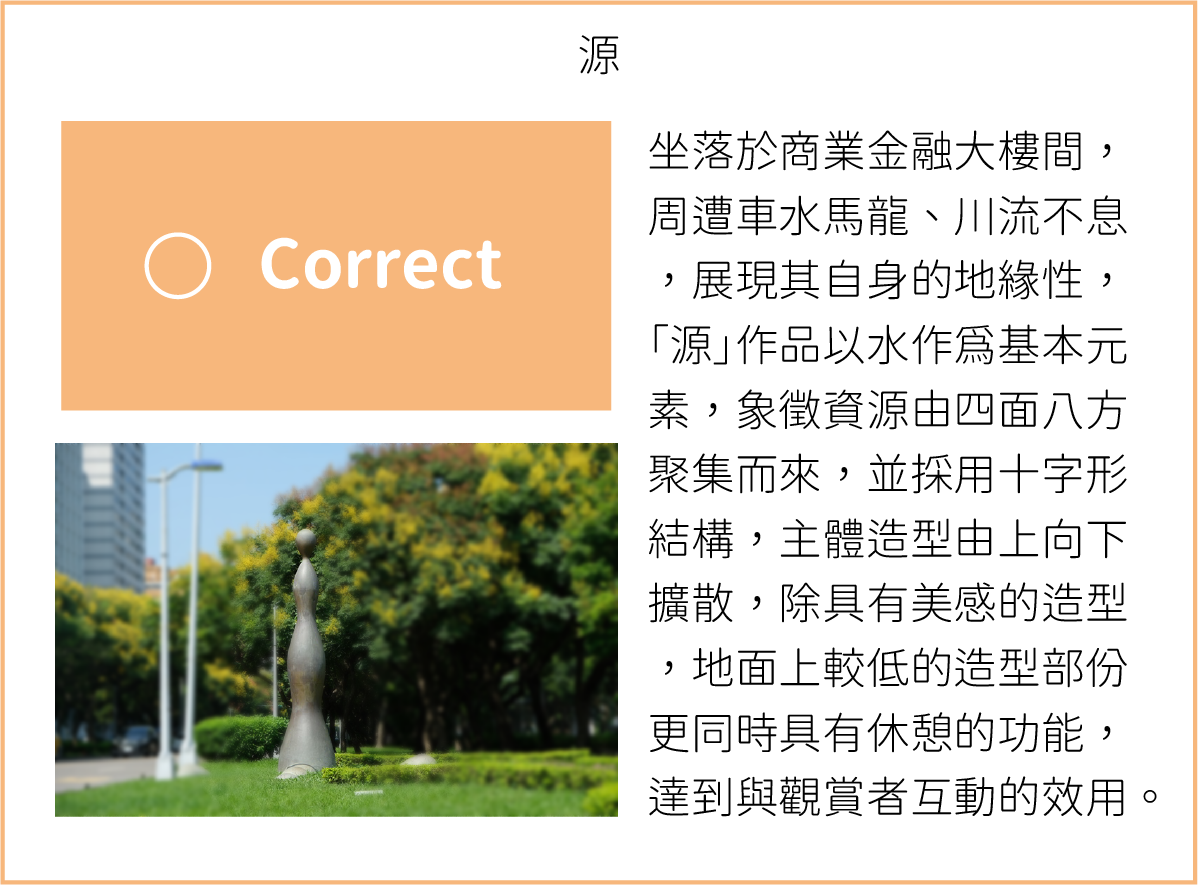 源
○ Correct
坐落於商業金融大樓間，
周遭車水馬龍、川流不息
，展現其自身的地緣性，
「源」作品以水作爲基本元
素，象徵資源由四面八方
聚集而來，並採用十字形
結構，主體造型由上向下
擴散，除具有美感的造型
，地面上較低的造型部份
更同時具有休憩的功能，
達到與觀賞者互動的效用。